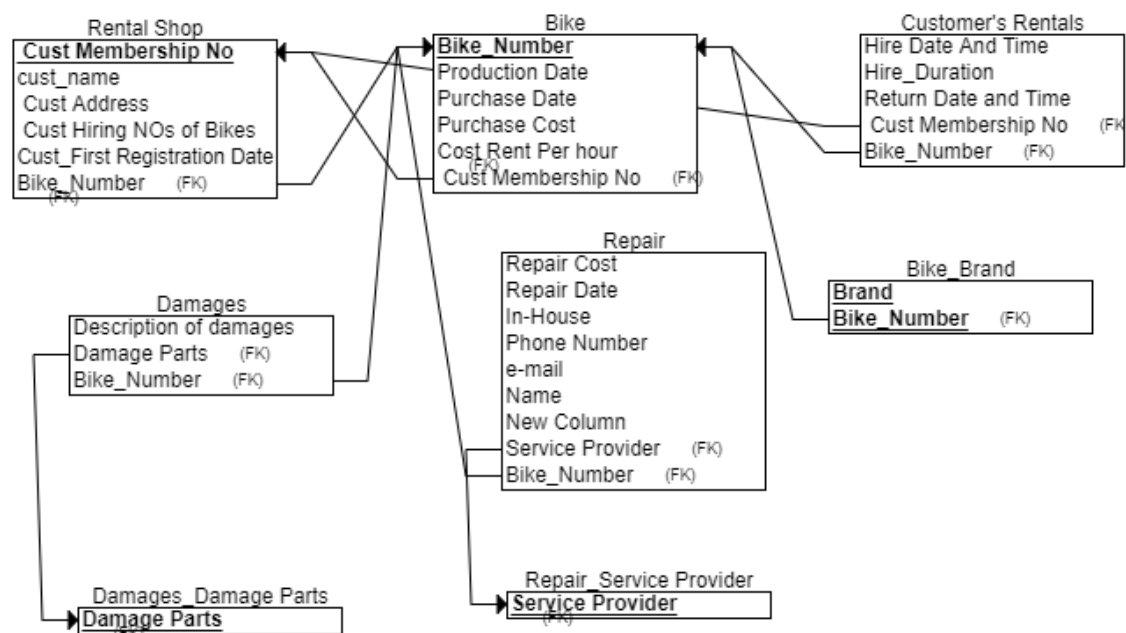 Rental Shop
Cust Membership No
cust_name
Cust Address
Cust Hiring NOs of Bikes
Cust_First Registration Date
Bike_Number (FK)
(FK)
Bike
Bike_Number
Production Date
Purchase Date
Purchase Cost
Cost Rent Per hour
(FK)
Cust Membership No (FK)
Customer's Rentals
Hire Date And Time
Hire_Duration
Return Date and Time
Cust Membership No (FK
Bike_Number (FK)
Repair
Repair Cost
Repair Date
In-House
Phone Number
e-mail
Name
New Column
Service Provider (FK)
Bike_Number (FK)
Bike_Brand
Brand
Bike_Number (FK)
Damages
Description of damages
Damage Parts (FK)
Bike_Number (FK)
Damages_Damage Parts
Damage Parts
Repair_Service Provider
Service Provider
(FK)